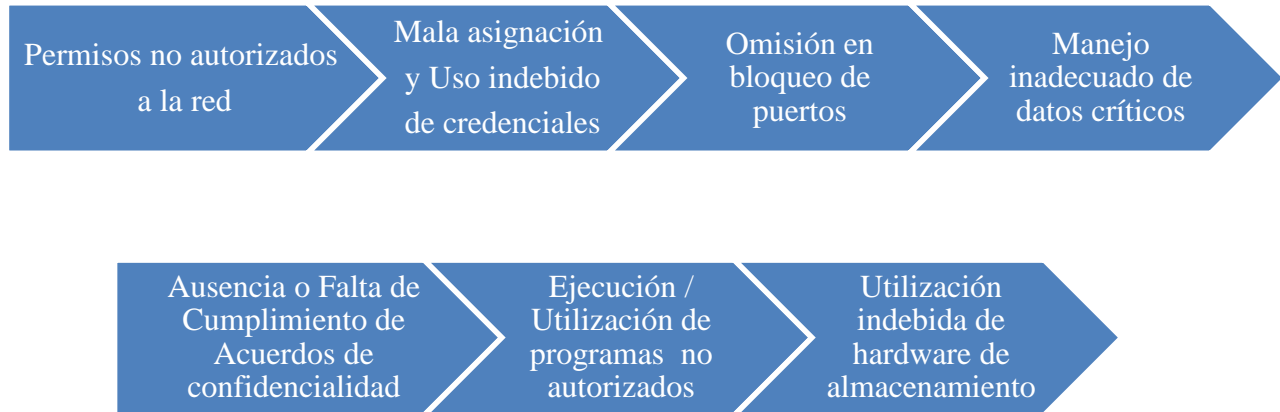 Permisos no autorizados
a la red
Mala asignación
y Uso indebido
de credenciales
Omisión en
bloqueo de
puertos
Manejo
inadecuado de
datos críticos
Ausencia o Falta de
Cumplimiento de
Acuerdos de
confidencialidad
Ejecución /
Utilización de
programas  no
autorizados
Utilización
indebida de
hardware de
almacenamiento